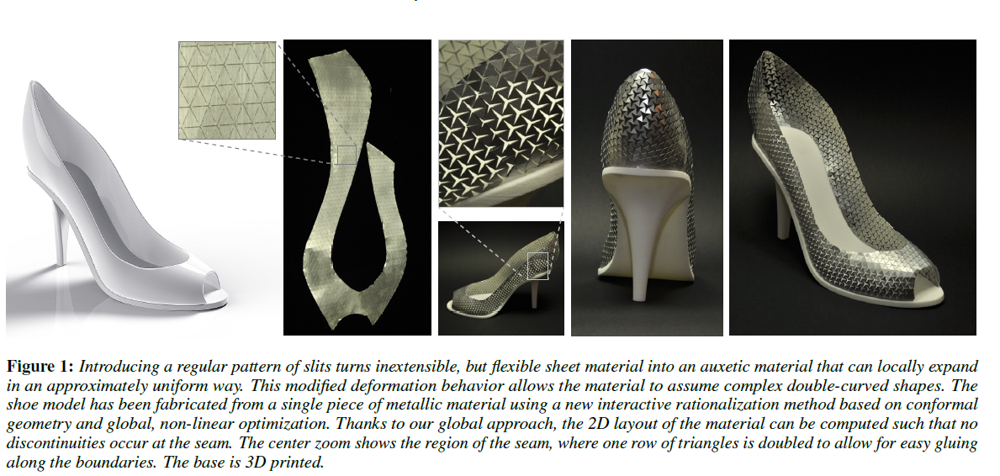 Figure 1: Introducing a regular pattern of slits turns inextensible, but flexible sheet material into an auxetic material that can locally expand
in an approximately uniform way. This modified deformation behavior allows the material to assume complex double-curved shapes. The
shoe model has been fabricated from a single piece of metallic material using a new interactive rationalization method based on conformal
geometry and global, non-linear optimization. Thanks to our global approach, the 2D layout of the material can be computed such that no
discontinuities occur at the seam. The center zoom shows the region of the seam, where one row of triangles is doubled to allow for easy gluing
along the boundaries. The base is 3D printed.